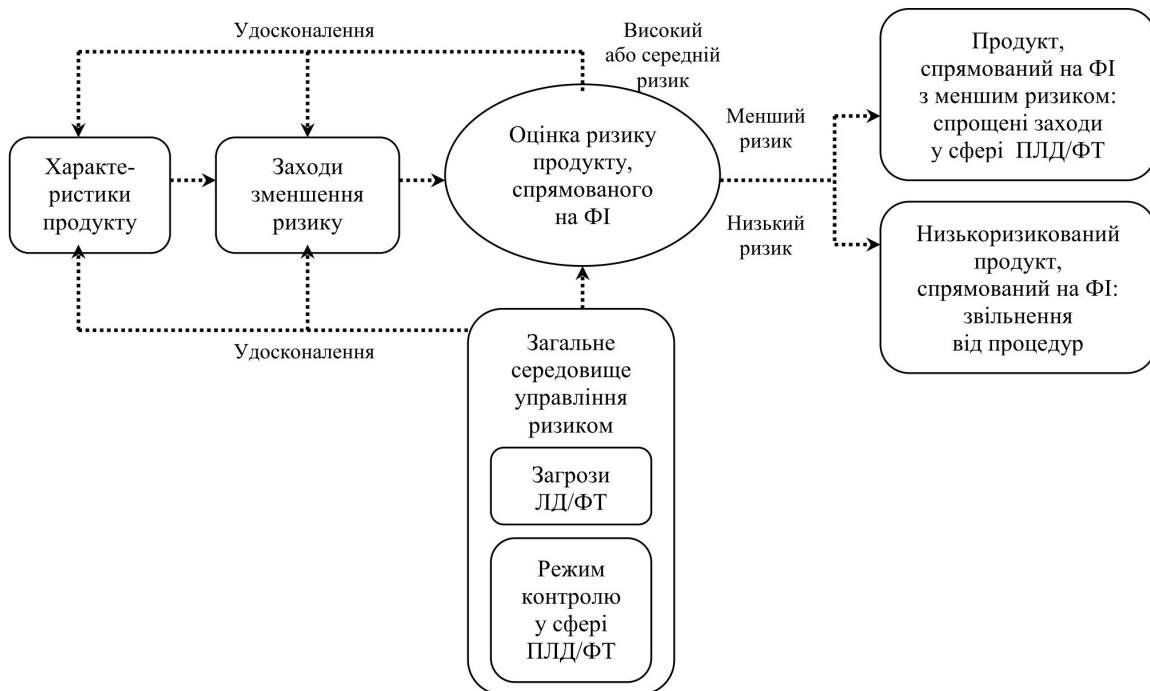 Удосконалення
Високий
або середній
ризик
Характе-
ристики
продукту
Заходи
зменшення
ризику
Оцінка ризику
продукту,
спрямованого
на ФІ
Менший
ризик
Низький
ризик
Продукт,
спрямований на ФІ
з меншим ризиком:
спрощені заходи
у сфері ПЛД/ФТ
Низькоризикований
продукт,
спрямований на ФІ:
звільнення
від процедур
Удосконалення
Загальне
середовище
управління
ризиком
Загрози
ЛД/ФТ
Режим
контролю
у сфері
ПЛД/ФТ